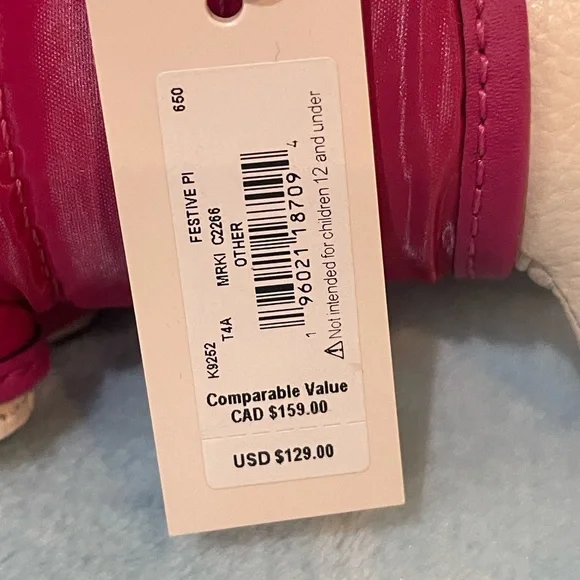 650
FESTIVE PI
K9252 MRKI C2266
T4A OTHER
1 96021 18709 4
⚠Not intended for children 12 and under
Comparable Value
CAD $159.00
USD $129.00